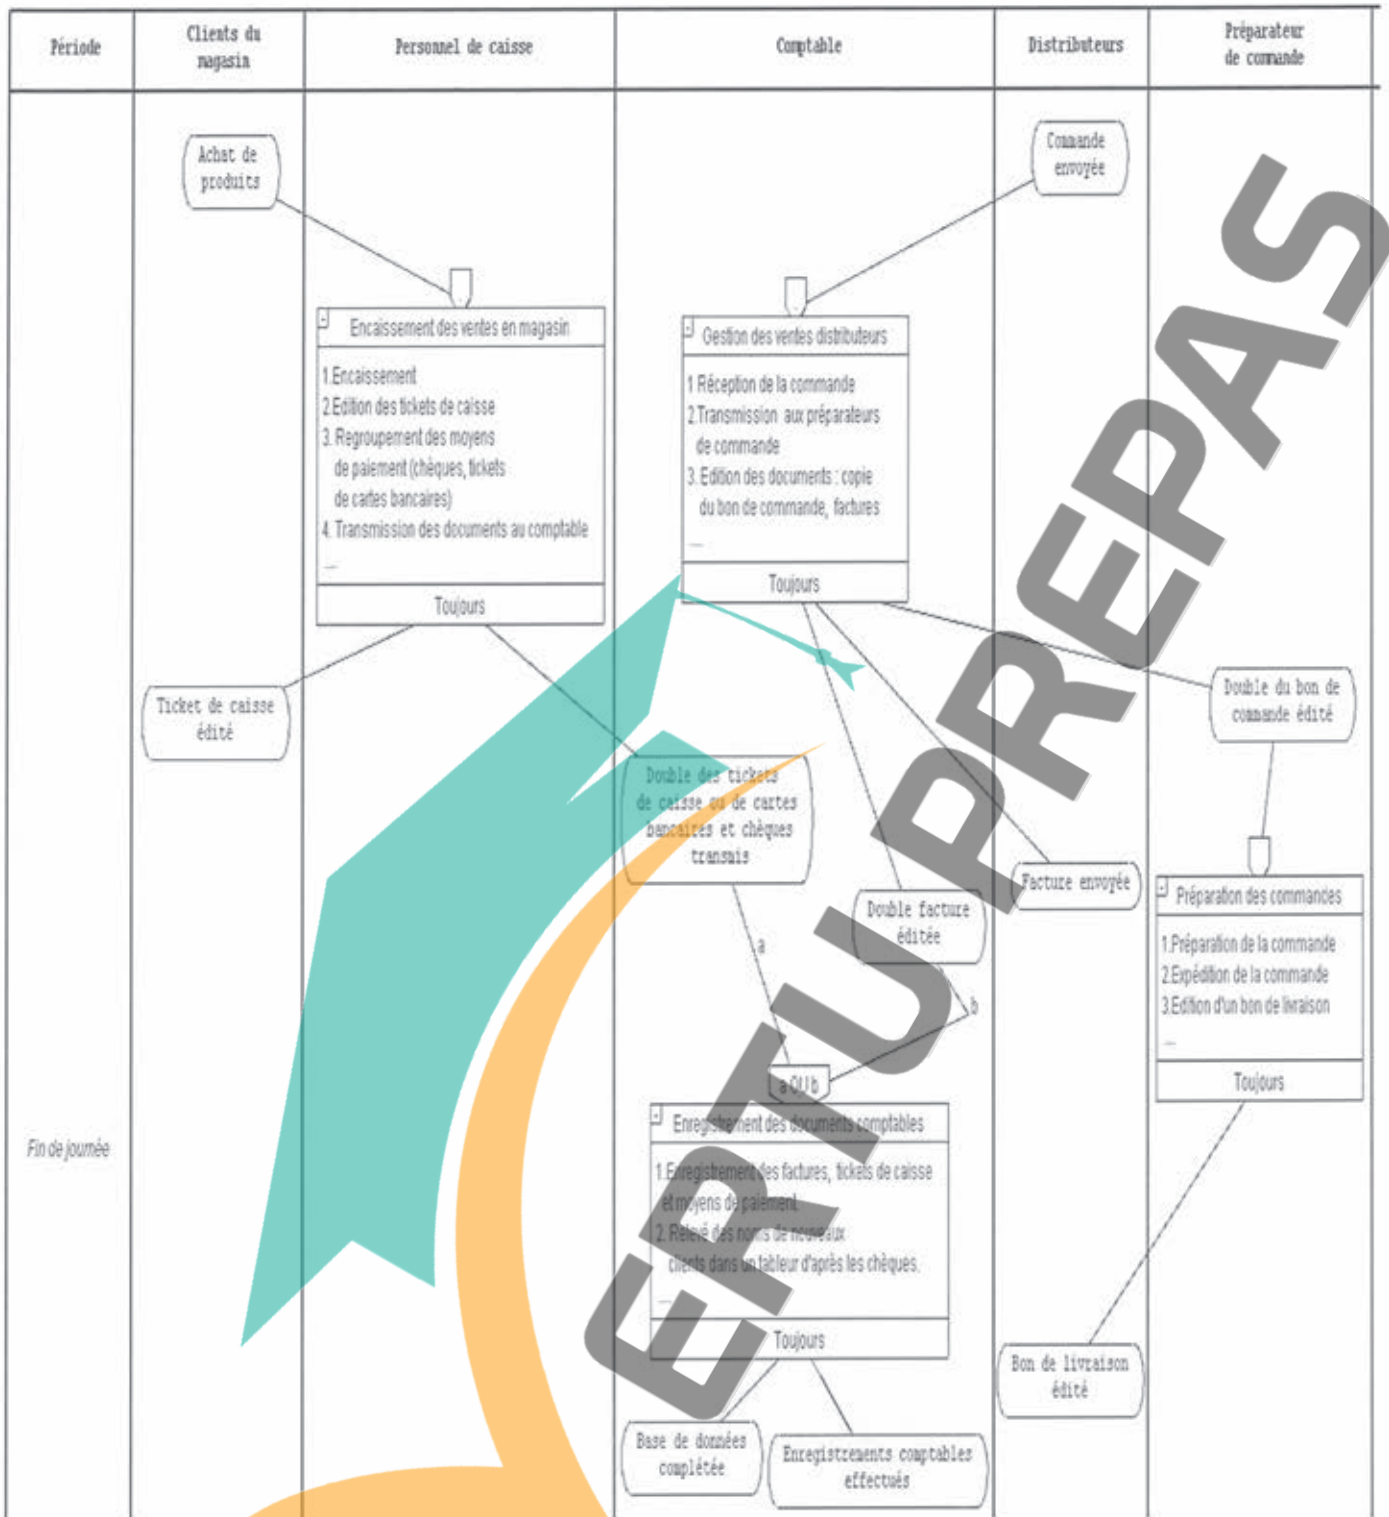 Période
Clients du
magasin
Personnel de caisse
Comptable
Distributeurs
Préparateur
de commande
Achat de
produits
Commande
envoyée
Encaissement des ventes en magasin
1.Encaissement
2.Edition des tickets de caisse
3. Regroupement des moyens
de paiement (chèques, tickets
de cartes bancaires)
4. Transmission des documents au comptable
Toujours
Gestion des ventes distributeurs
1 Réception de la commande
2.Transmission aux préparateurs
de commande
3. Edition des documents : copie
du bon de commande, factures
Toujours
Ticket de caisse
édité
Double du bon de
commande édité
Double des tickets
de caisse ou de cartes
bancaires et chèques
transmis
Facture envoyée
Double facture
éditée
a
b
a OU b
Préparation des commandes
1.Préparation de la commande
2.Expédition de la commande
3.Edition d'un bon de livraison
Toujours
Fin de journée
Enregistrement des documents comptables
1.Enregistrement des factures, tickets de caisse
et moyens de paiement.
2. Relevé des noms de nouveaux
clients dans un tableur d'après les chèques.
Toujours
Bon de livraison
édité
Base de données
complétée
Enregistrements comptables
effectués
ERTU PREPAS